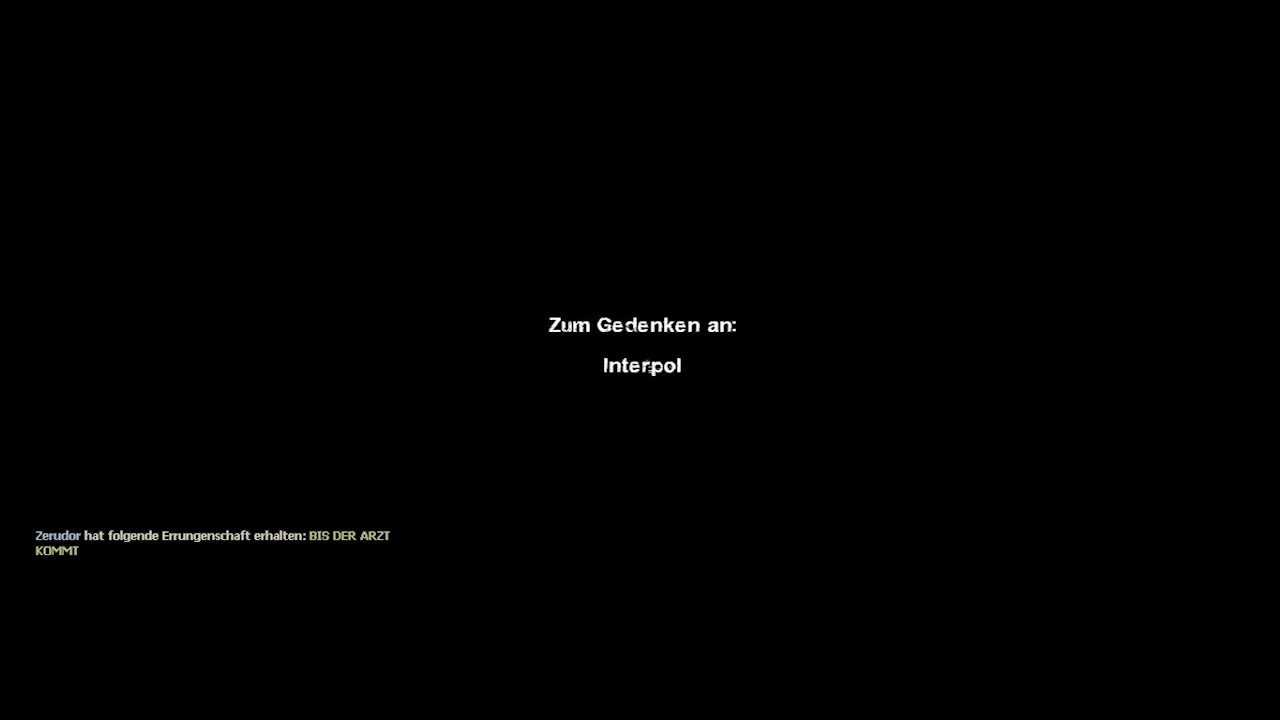 Zum Gedenken an:
Interpol
Zerudor hat folgende Errungenschaft erhalten: BIS DER ARZT
KOMMT